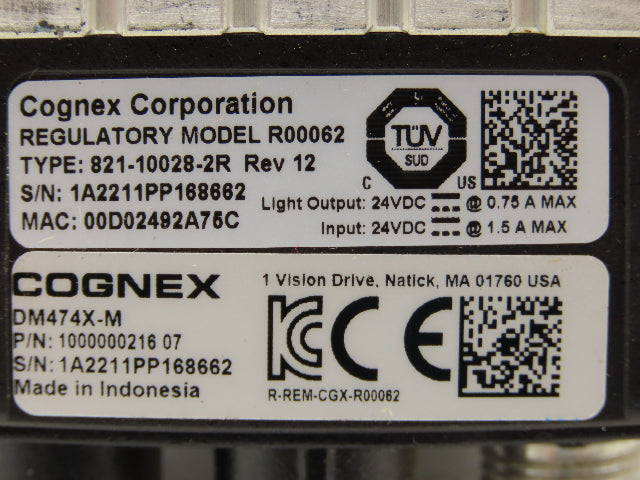 Cognex Corporation
REGULATORY MODEL R00062
TYPE: 821-10028-2R Rev 12
S/N: 1A2211PP168662
MAC: 00D02492A75C
TÜV
SUD
C US
Light Output: 24VDC @ 0.75 A MAX
Input: 24VDC @ 1.5 A MAX
COGNEX
DM474X-M
P/N: 1000000216 07
S/N: 1A2211PP168662
Made in Indonesia
1 Vision Drive, Natick, MA 01760 USA
KC CE
R-REM-CGX-R00062